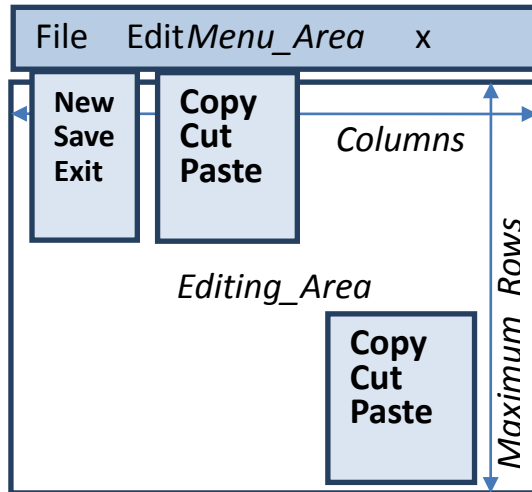 File Edit Menu_Area x
New
Save
Exit
Copy
Cut
Paste
Columns
Editing_Area
Maximum Rows
Copy
Cut
Paste